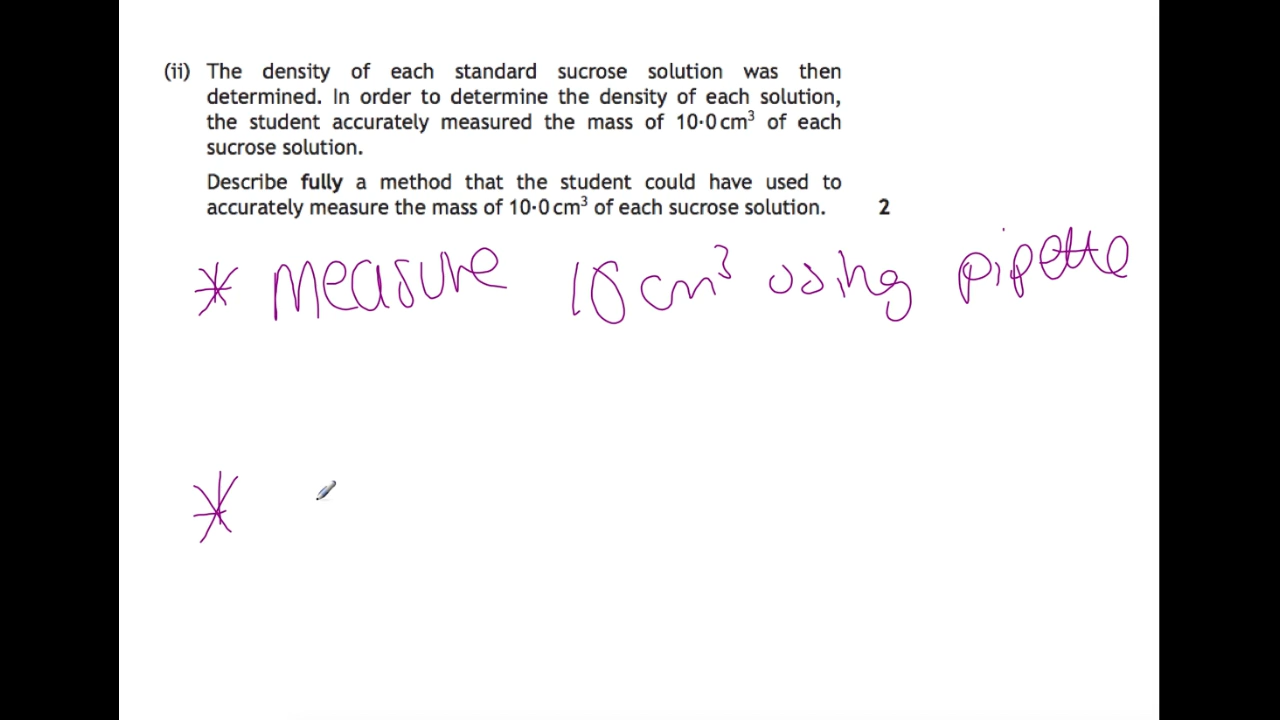 (ii) The density of each standard sucrose solution was then
determined. In order to determine the density of each solution,
the student accurately measured the mass of 10·0 cm³ of each
sucrose solution.
Describe fully a method that the student could have used to
accurately measure the mass of 10·0 cm³ of each sucrose solution. 2
* Measure 10cm³ using pipette
*